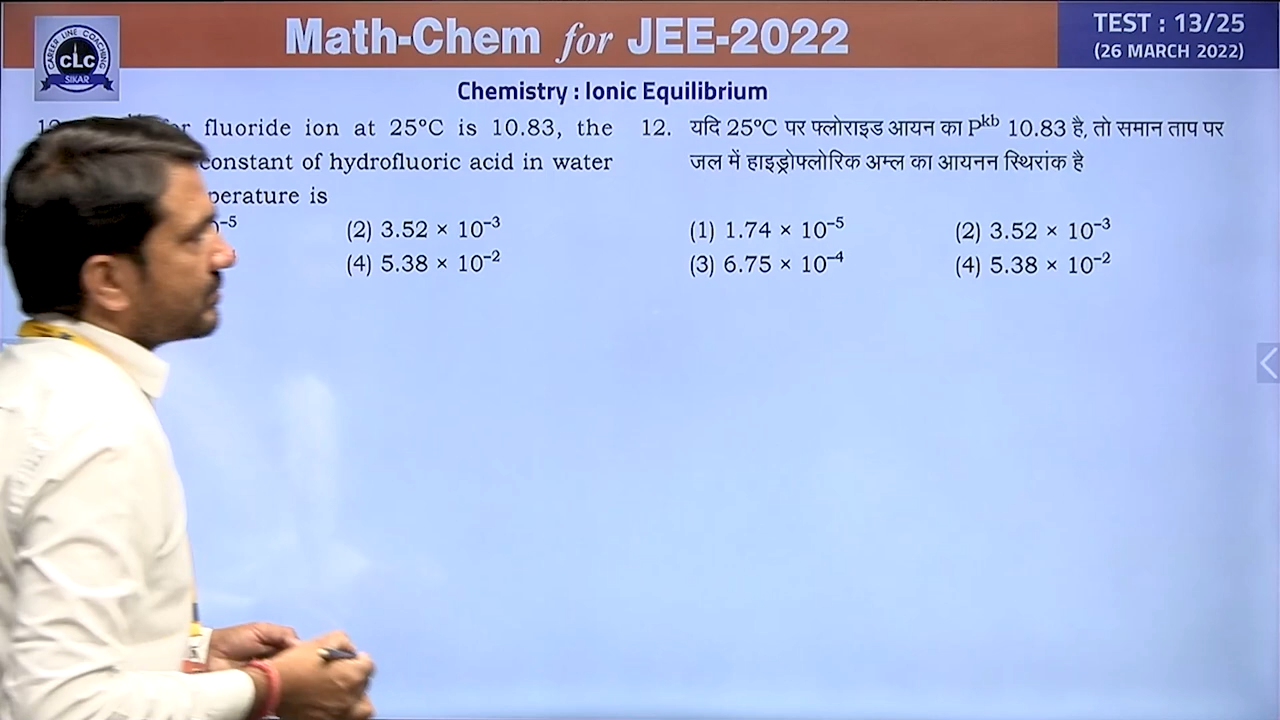 Math-Chem for JEE-2022
TEST : 13/25
(26 MARCH 2022)
CAREER LINE COACHING
CLC
SIKAR
Chemistry : Ionic Equilibrium
fluoride ion at 25°C is 10.83, the
constant of hydrofluoric acid in water
is
(2) 3.52 × 10⁻³
(4) 5.38 × 10⁻²
12. यदि 25°C पर फ्लोराइड आयन का Pᵏᵇ 10.83 है, तो समान ताप पर
जल में हाइड्रोफ्लोरिक अम्ल का आयनन स्थिरांक है
(1) 1.74 × 10⁻⁵ (2) 3.52 × 10⁻³
(3) 6.75 × 10⁻⁴ (4) 5.38 × 10⁻²